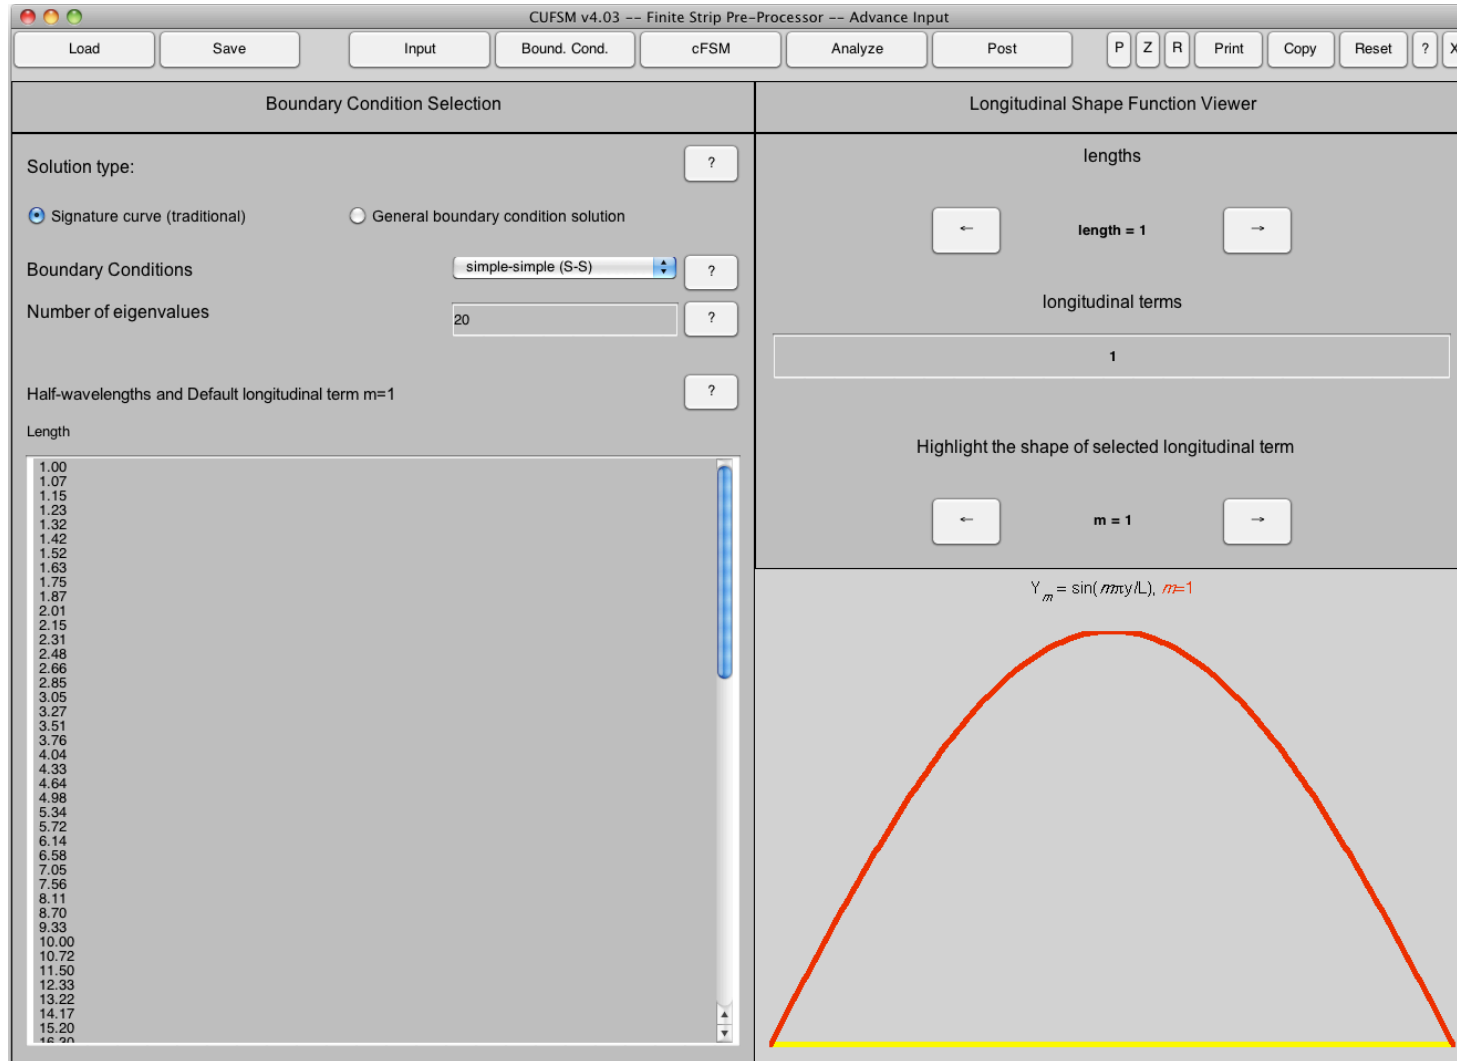 CUFSM v4.03 -- Finite Strip Pre-Processor -- Advance Input
Load Save Input Bound. Cond. cFSM Analyze Post P Z R Print Copy Reset ? X
Boundary Condition Selection
Solution type: ?
Signature curve (traditional) General boundary condition solution
Boundary Conditions simple-simple (S-S) ?
Number of eigenvalues 20 ?
Half-wavelengths and Default longitudinal term m=1 ?
Length
1.00
1.07
1.15
1.23
1.32
1.42
1.52
1.63
1.75
1.87
2.01
2.15
2.31
2.48
2.66
2.85
3.05
3.27
3.51
3.76
4.04
4.33
4.64
4.98
5.34
5.72
6.14
6.58
7.05
7.56
8.11
8.70
9.33
10.00
10.72
11.50
12.33
13.22
14.17
15.20
16.30
Longitudinal Shape Function Viewer
lengths
← length = 1 →
longitudinal terms
1
Highlight the shape of selected longitudinal term
← m = 1 →
Y_m = sin(mπy/L), m=1